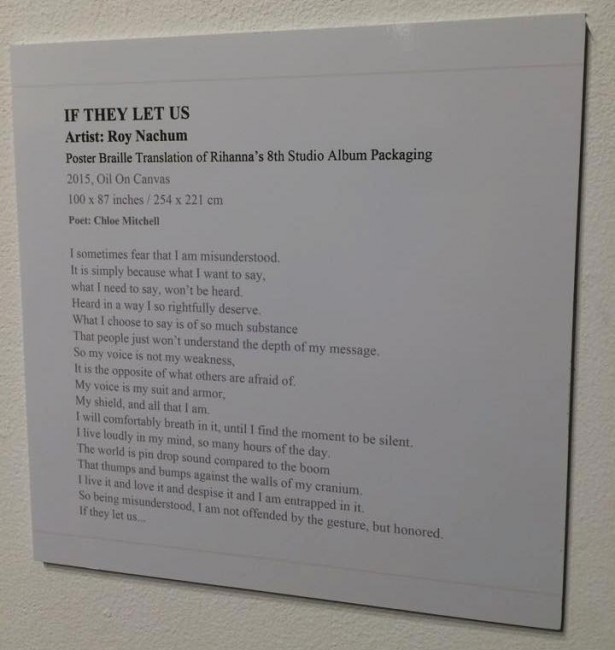 IF THEY LET US
Artist: Roy Nachum
Poster Braille Translation of Rihanna's 8th Studio Album Packaging
2015, Oil On Canvas
100 x 87 inches / 254 x 221 cm
Poet: Chloe Mitchell
I sometimes fear that I am misunderstood.
It is simply because what I want to say,
what I need to say, won't be heard.
Heard in a way I so rightfully deserve.
What I choose to say is of so much substance
That people just won't understand the depth of my message.
So my voice is not my weakness,
It is the opposite of what others are afraid of.
My voice is my suit and armor,
My shield, and all that I am.
I will comfortably breath in it, until I find the moment to be silent.
I live loudly in my mind, so many hours of the day.
The world is pin drop sound compared to the boom
That thumps and bumps against the walls of my cranium.
I live it and love it and despise it and I am entrapped in it.
So being misunderstood, I am not offended by the gesture, but honored.
If they let us...